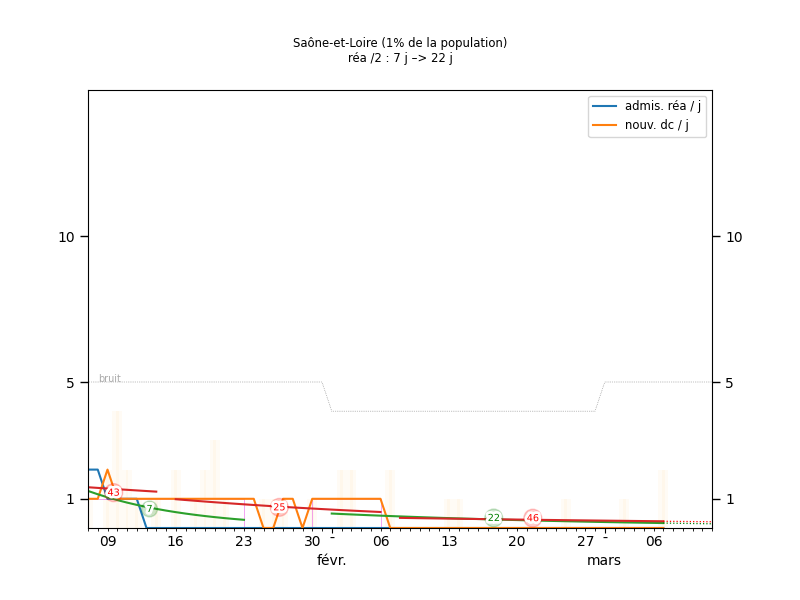 Saône-et-Loire (1% de la population)
réa /2 : 7 j –> 22 j
admis. réa / j
nouv. dc / j
10 10
bruit
5 5
43
7
25
22
46
1 1
09 16 23 30 - 06 13 20 27 - 06
févr. mars